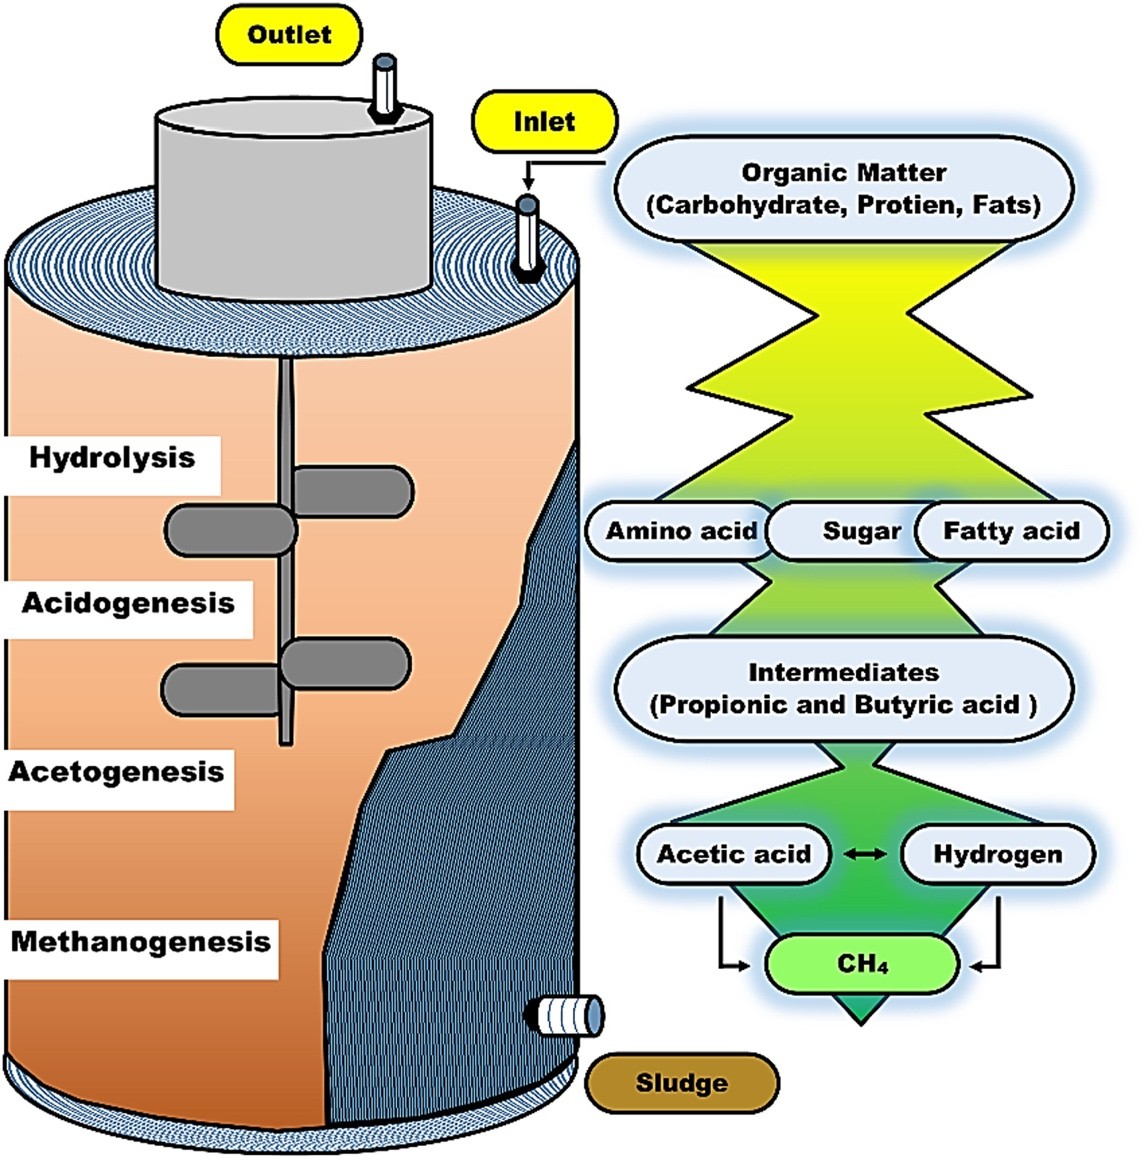 Outlet
Inlet
Organic Matter
(Carbohydrate, Protien, Fats)
Hydrolysis
Amino acid
Sugar
Fatty acid
Acidogenesis
Intermediates
(Propionic and Butyric acid )
Acetogenesis
Acetic acid
Hydrogen
Methanogenesis
CH₄
Sludge